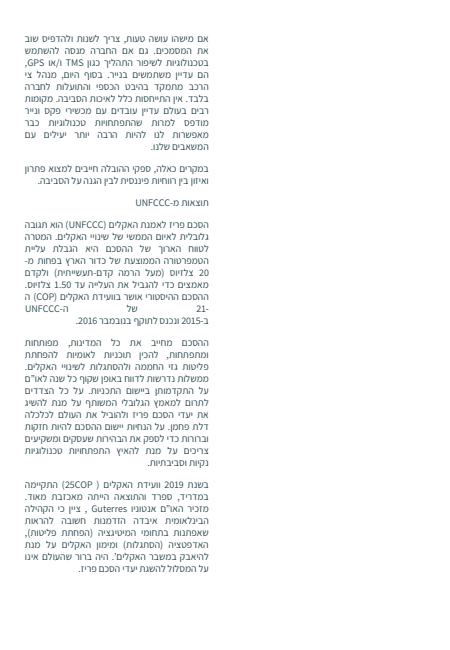 אם מישהו עושה טעות, צריך לשנות ולהדפיס שוב
את המסמכים. גם אם החברה מנסה להשתמש
בטכנולוגיות לשיפור התהליך כגון TMS ו/או GPS,
הם עדיין משתמשים בנייר. בסוף היום, מנהל צי
הרכב מתמקד בהיבט הכספי והתועלות לחברה
בלבד. אין התייחסות כלל לאיכות הסביבה. מקומות
רבים בעולם עדיין עובדים עם מכשירי פקס ונייר
מודפס למרות שהתפתחויות טכנולוגיות כבר
מאפשרות לנו להיות הרבה יותר יעילים עם
המשאבים שלנו.
במקרים כאלה, ספקי ההובלה חייבים למצוא פתרון
ואיזון בין רווחיות פיננסית לבין הגנה על הסביבה.
תוצאות מ-UNFCCC
הסכם פריז לאמנת האקלים (UNFCCC) הוא תגובה
גלובלית לאיום הממשי של שינויי האקלים. המטרה
לטווח הארוך של ההסכם היא הגבלת עליית
הטמפרטורה הממוצעת של כדור הארץ בפחות מ-
20 צלזיוס (מעל הרמה קדם-תעשייתית) ולקדם
מאמצים כדי להגביל את העלייה עד 1.50 צלזיוס.
ההסכם ההיסטורי אושר בוועידת האקלים (COP) ה
-21 של ה-UNFCCC
ב-2015 ונכנס לתוקף בנובמבר 2016.
ההסכם מחייב את כל המדינות, מפותחות
ומתפתחות, להכין תוכניות לאומיות להפחתת
פליטות גזי החממה ולהסתגלות לשינויי האקלים.
ממשלות נדרשות לדווח באופן שקוף כל שנה לאו"ם
על התקדמותן ביישום התכניות. על כל הצדדים
לתרום למאמץ הגלובלי המשותף על מנת להשיג
את יעדי הסכם פריז ולהוביל את העולם לכלכלה
דלת פחמן. על הנחיות יישום ההסכם להיות חזקות
וברורות כדי לספק את הבהירות שעסקים ומשקיעים
צריכים על מנת להאיץ התפתחויות טכנולוגיות
נקיות וסביבתיות.
בשנת 2019 וועידת האקלים ( 25COP) התקיימה
במדריד, ספרד והתוצאה הייתה מאכזבת מאוד.
מזכיר האו"ם אנטוניו Guterres , ציין כי הקהילה
הבינלאומית איבדה הזדמנות חשובה להראות
שאפתנות בתחומי המיטיגציה (הפחתת פליטות),
האדפטציה (הסתגלות) ומימון האקלים על מנת
להיאבק במשבר האקלים'. היה ברור שהעולם אינו
על המסלול להשגת יעדי הסכם פריז.